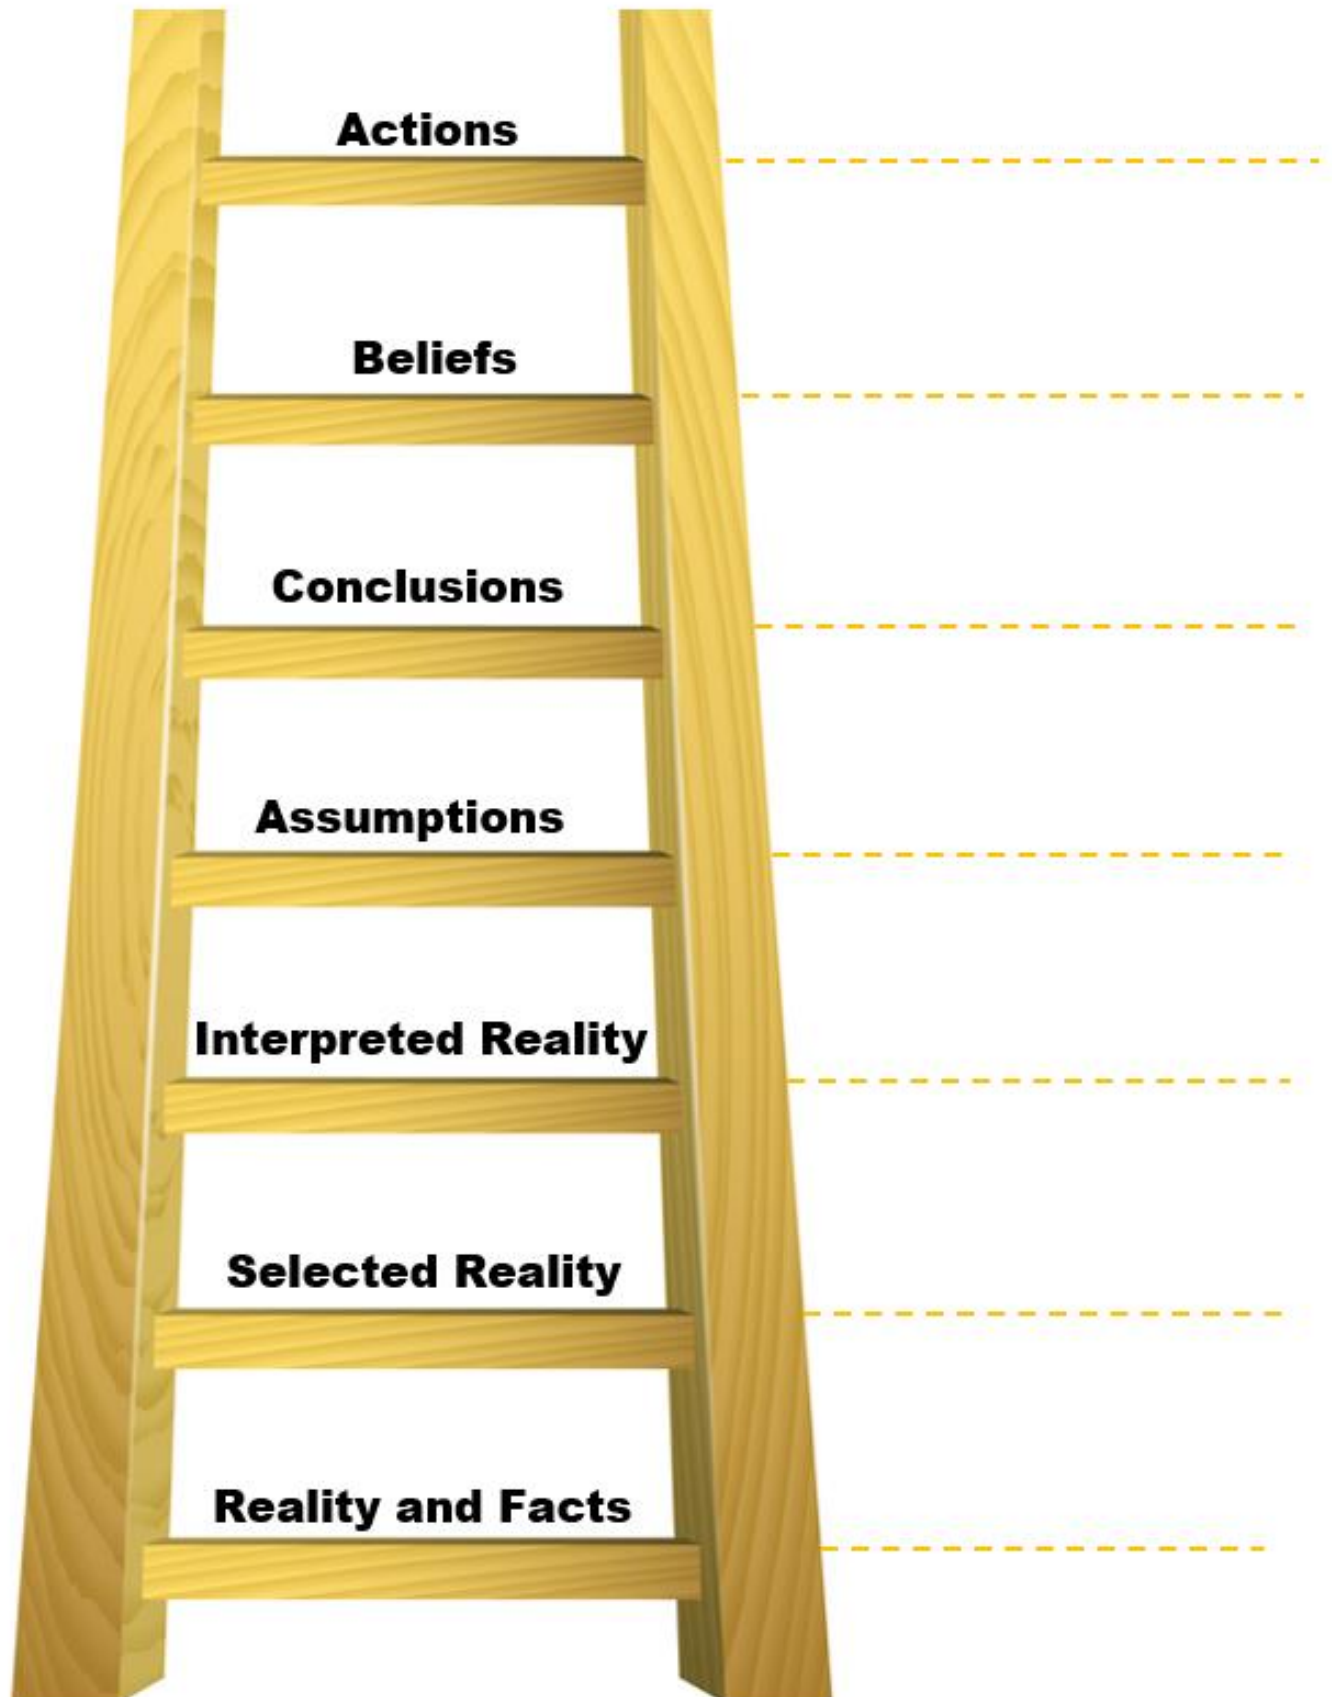 Actions
Beliefs
Conclusions
Assumptions
Interpreted Reality
Selected Reality
Reality and Facts